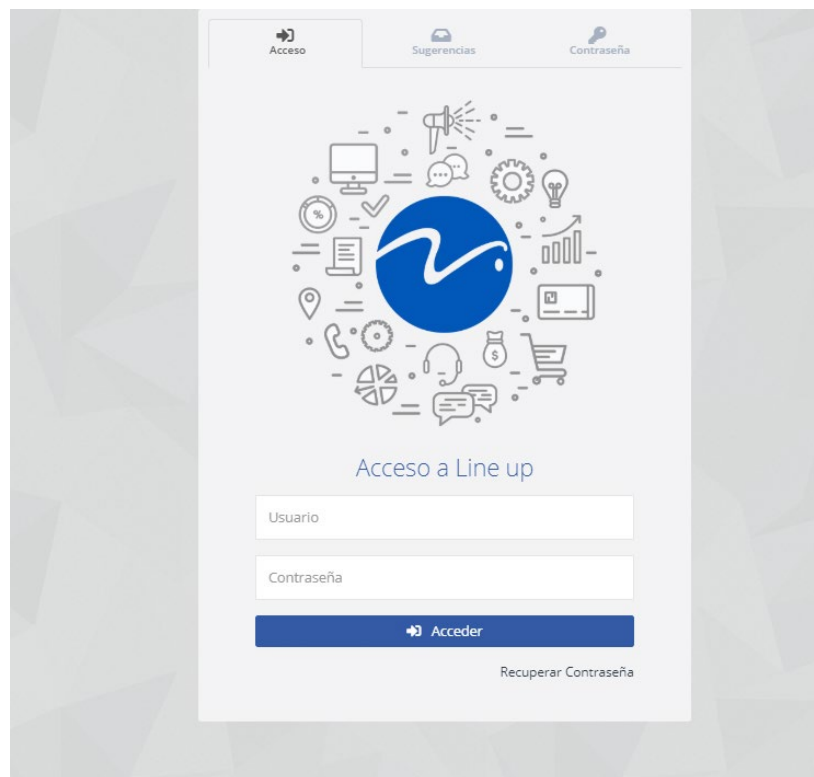 Acceso
Sugerencias
Contraseña
%
$
Acceso a Line up
Usuario
Contraseña
Acceder
Recuperar Contraseña